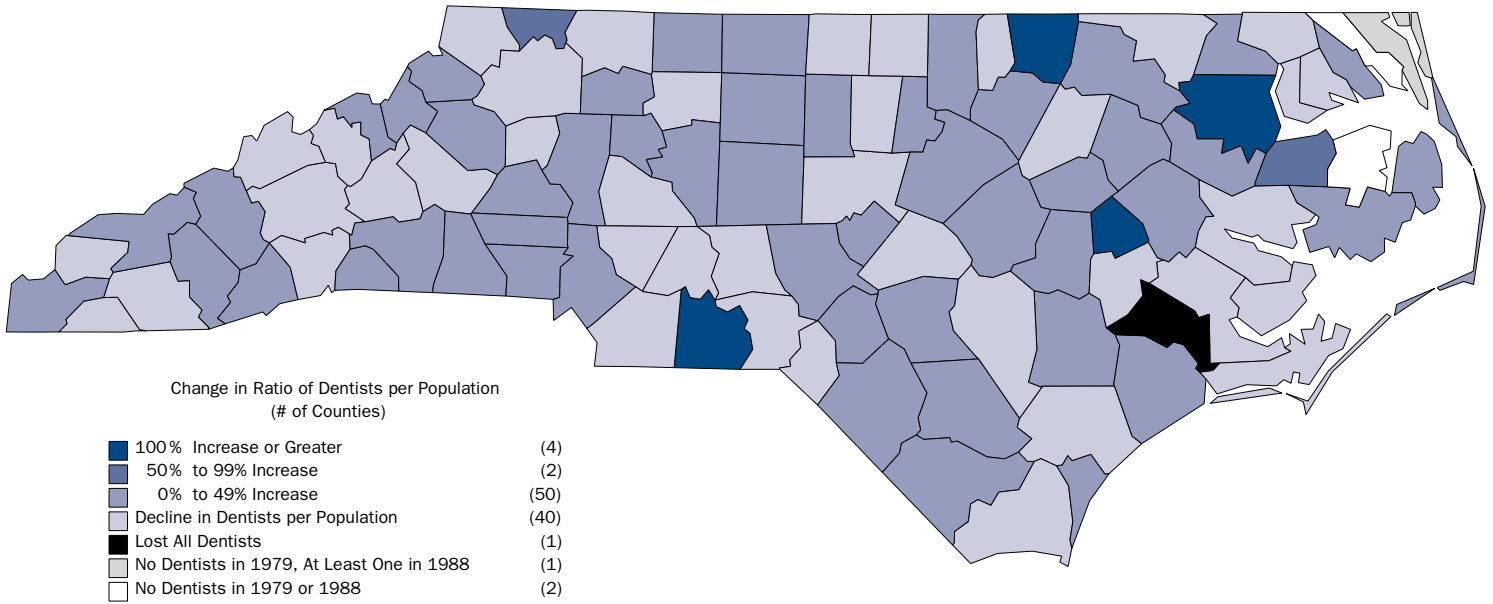 Change in Ratio of Dentists per Population
(# of Counties)
100% Increase or Greater (4)
50% to 99% Increase (2)
0% to 49% Increase (50)
Decline in Dentists per Population (40)
Lost All Dentists (1)
No Dentists in 1979, At Least One in 1988 (1)
No Dentists in 1979 or 1988 (2)